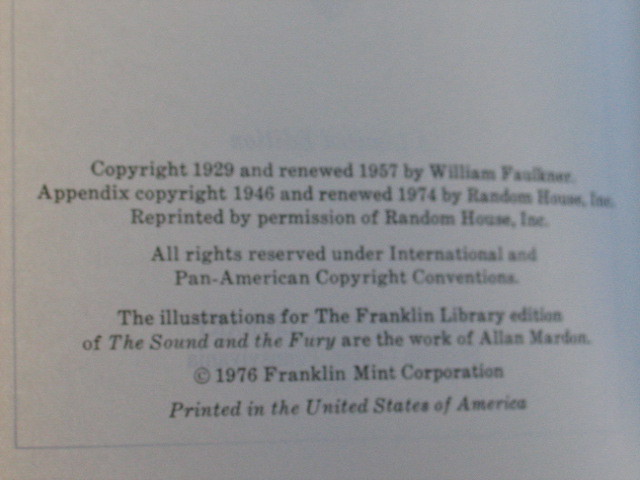 Copyright 1929 and renewed 1957 by William Faulkner.
Appendix copyright 1946 and renewed 1974 by Random House, Inc.
Reprinted by permission of Random House, Inc.
All rights reserved under International and
Pan-American Copyright Conventions.
The illustrations for The Franklin Library edition
of The Sound and the Fury are the work of Allan Mardon.
© 1976 Franklin Mint Corporation
Printed in the United States of America